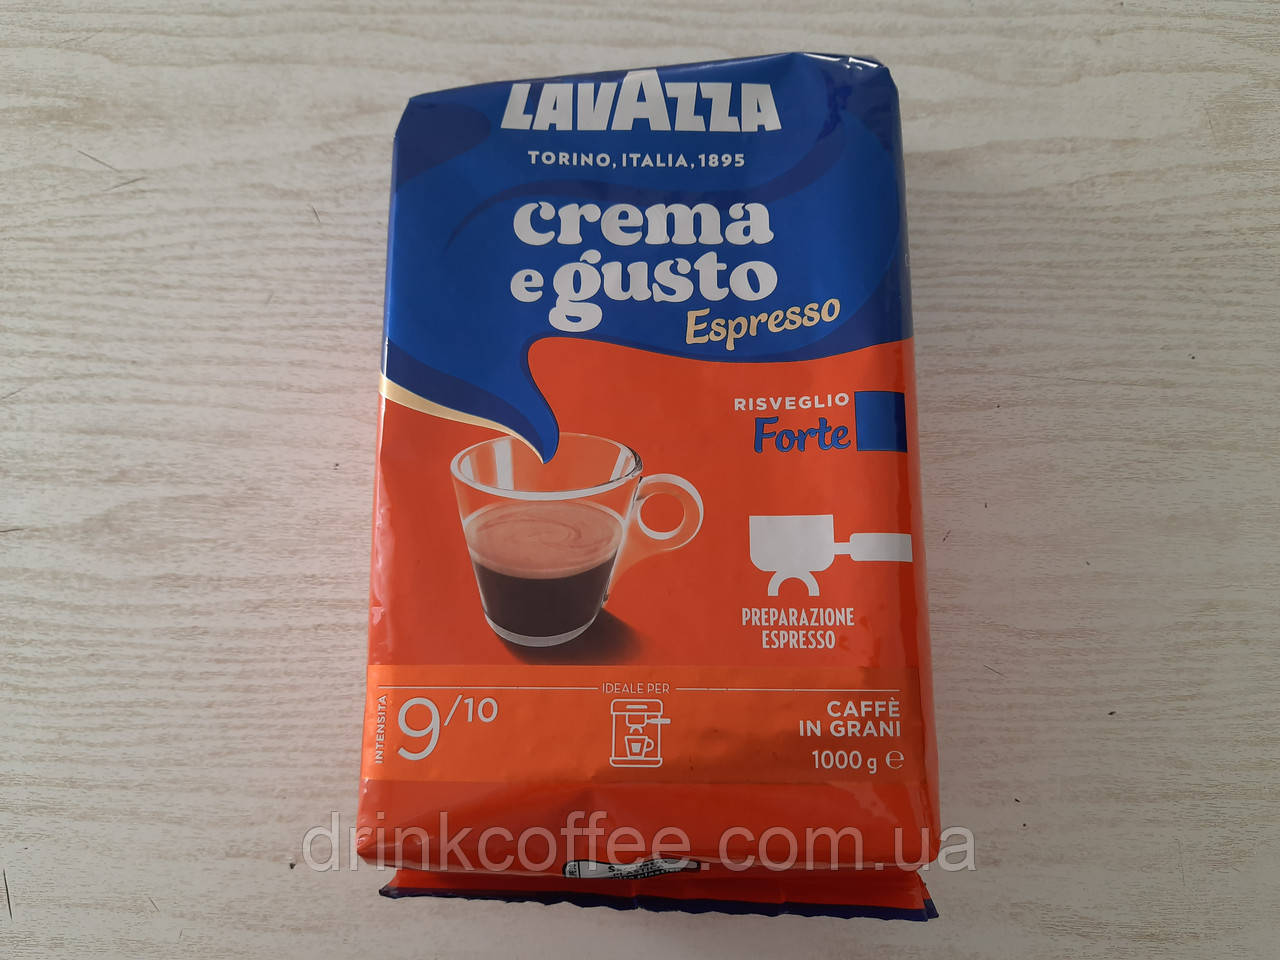 LAVAZZA
TORINO, ITALIA, 1895
crema
e gusto
Espresso
RISVEGLIO
Forte
PREPARAZIONE
ESPRESSO
IDEALE PER
INTENSITÀ
9/10
CAFFÈ
IN GRANI
1000 g ℮
drinkcoffee.com.ua